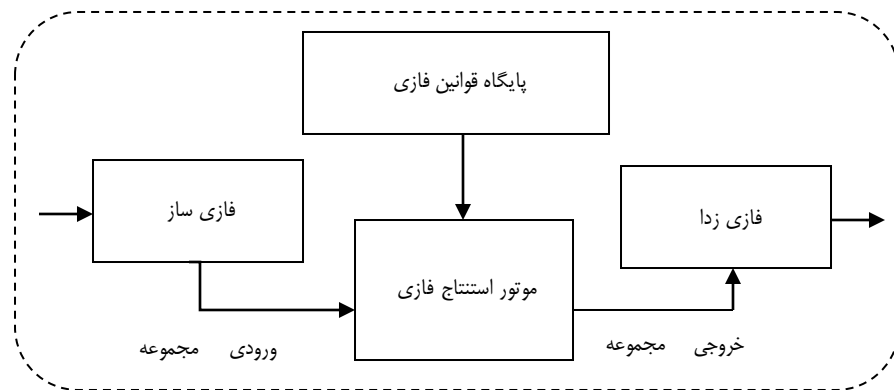 پایگاه قوانین فازی
فازی ساز
فازی زدا
موتور استنتاج فازی
مجموعه ورودی
مجموعه خروجی